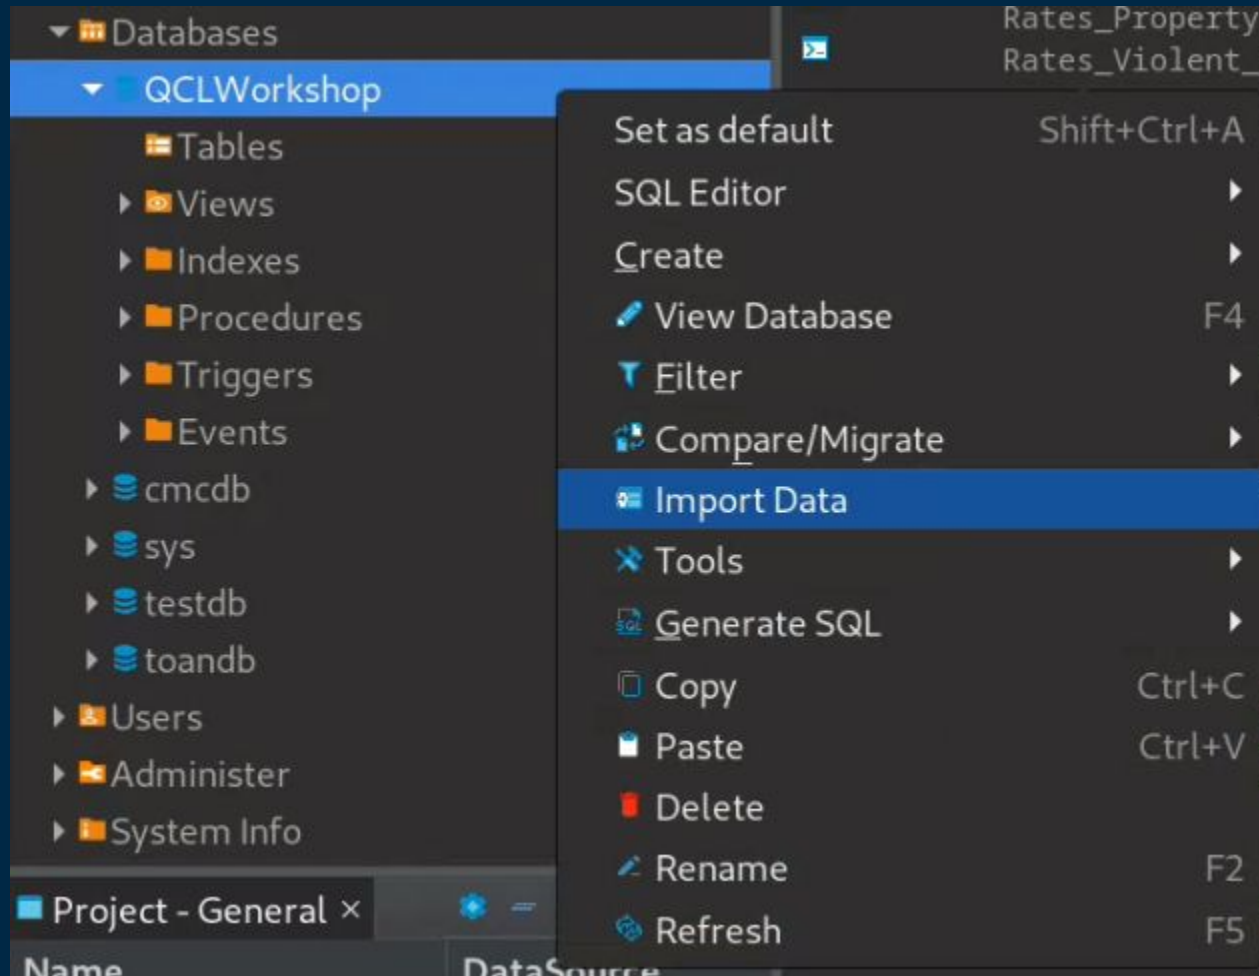 Databases
QCLWorkshop
Tables
Views
Indexes
Procedures
Triggers
Events
cmcdb
sys
testdb
toandb
Users
Administer
System Info
Project - General ×
Name DataSource
Rates_Property
Rates_Violent_
Set as default Shift+Ctrl+A
SQL Editor
Create
View Database F4
Filter
Compare/Migrate
Import Data
Tools
Generate SQL
Copy Ctrl+C
Paste Ctrl+V
Delete
Rename F2
Refresh F5